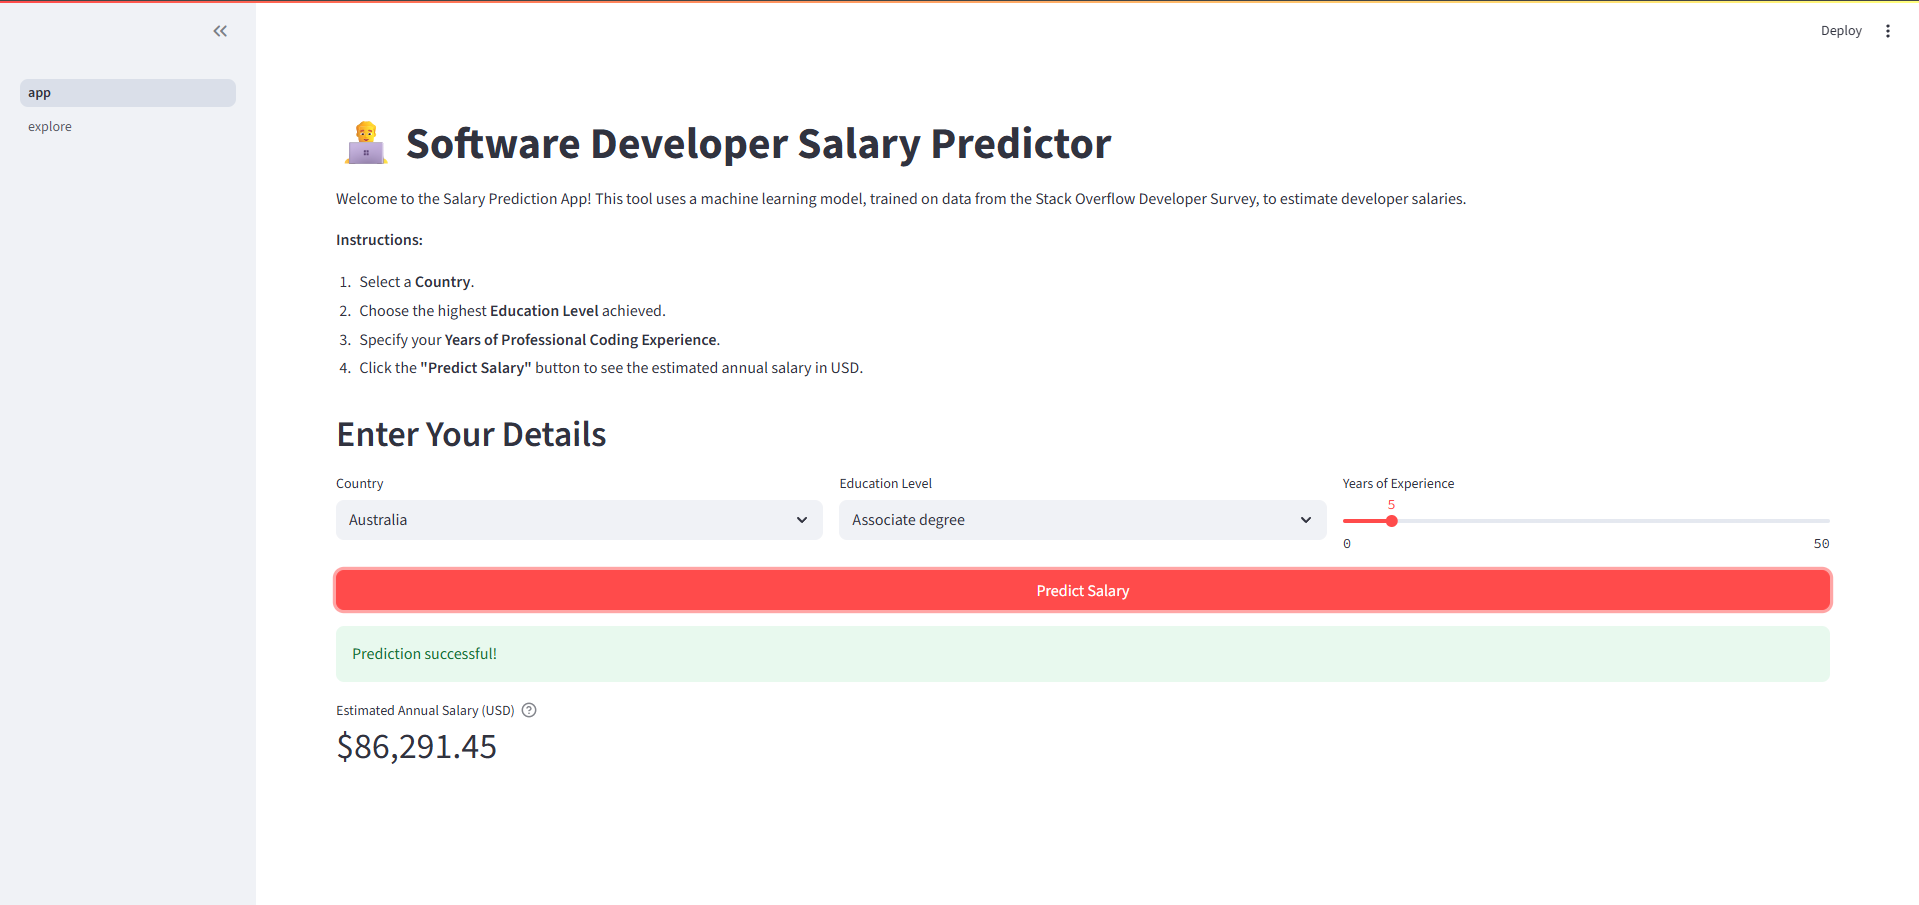 Deploy
app
explore
Software Developer Salary Predictor
Welcome to the Salary Prediction App! This tool uses a machine learning model, trained on data from the Stack Overflow Developer Survey, to estimate developer salaries.
Instructions:
1. Select a Country.
2. Choose the highest Education Level achieved.
3. Specify your Years of Professional Coding Experience.
4. Click the "Predict Salary" button to see the estimated annual salary in USD.
Enter Your Details
Country
Australia
Education Level
Associate degree
Years of Experience
5
0 50
Predict Salary
Prediction successful!
Estimated Annual Salary (USD)
$86,291.45